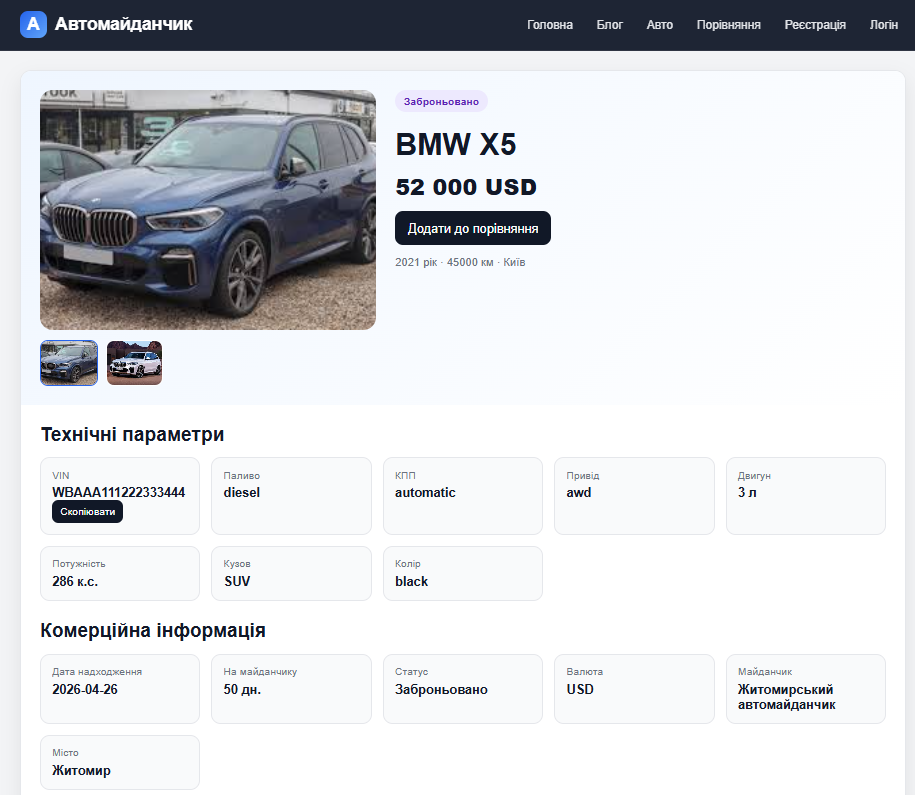 A Автомайданчик
Головна Блог Авто Порівняння Реєстрація Логін
Заброньовано
BMW X5
52 000 USD
Додати до порівняння
2021 рік · 45000 км · Київ
Технічні параметри
VIN
WBAAA111222333444
Скопіювати
Паливо
diesel
КПП
automatic
Привід
awd
Двигун
3 л
Потужність
286 к.с.
Кузов
SUV
Колір
black
Комерційна інформація
Дата надходження
2026-04-26
На майданчику
50 дн.
Статус
Заброньовано
Валюта
USD
Майданчик
Житомирський
автомайданчик
Місто
Житомир